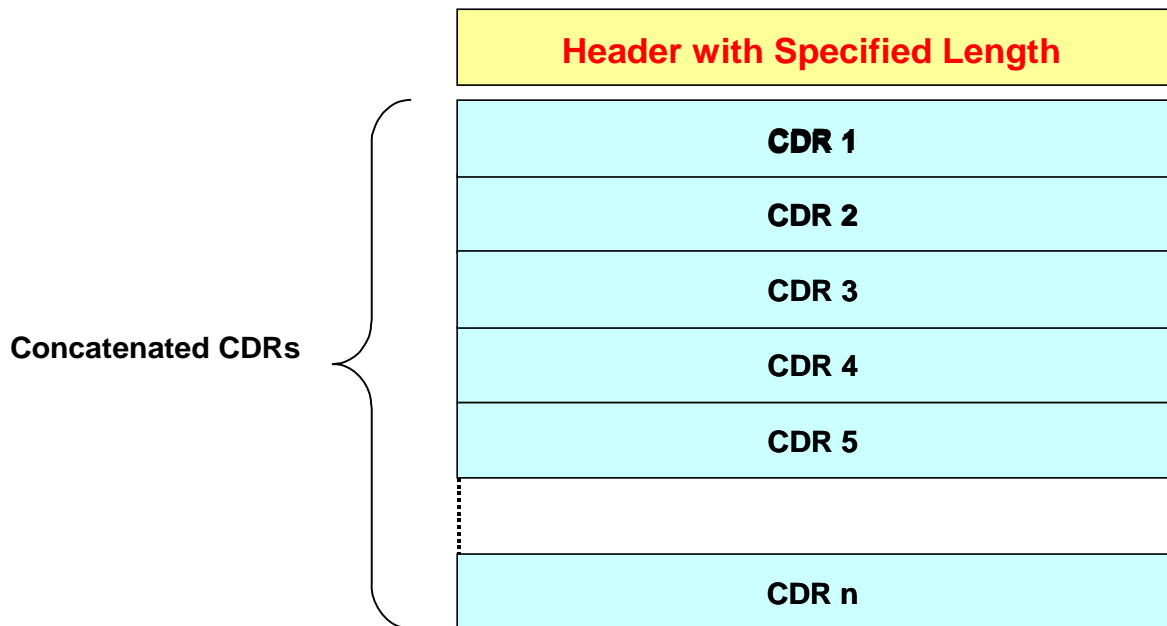 Header with Specified Length
CDR 1
CDR 2
CDR 3
Concatenated CDRs
CDR 4
CDR 5
CDR n